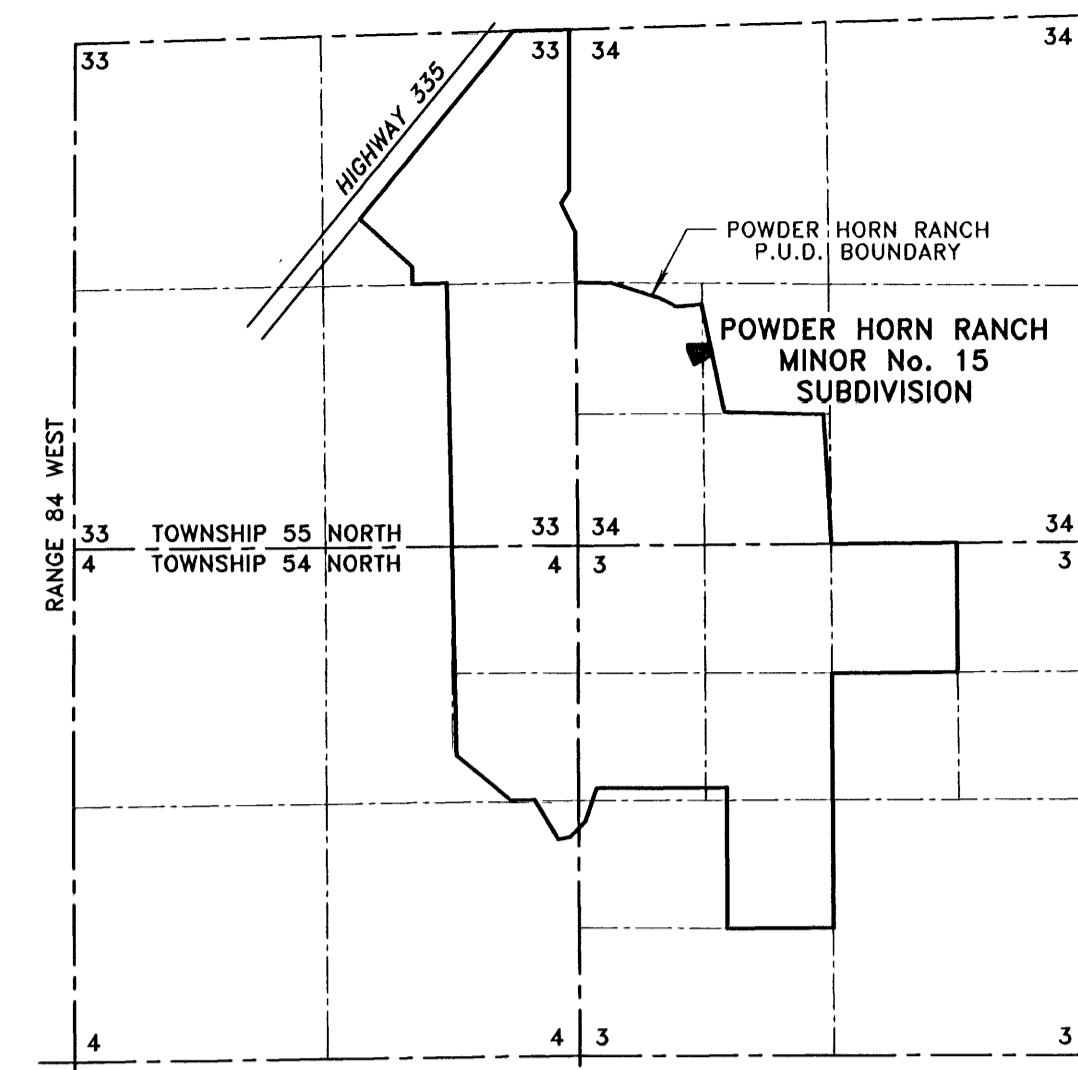 33
33
34
34
HIGHWAY 335
POWDER HORN RANCH
P.U.D. BOUNDARY
POWDER HORN RANCH
MINOR No. 15
SUBDIVISION
RANGE 84 WEST
33
TOWNSHIP 55 NORTH
33
34
34
4
TOWNSHIP 54 NORTH
4
3
3
4
4
3
3